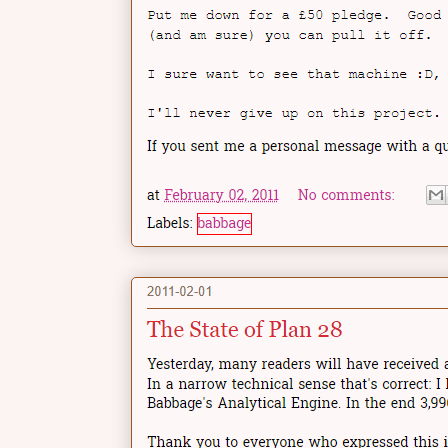 Put me down for a £50 pledge.  Good
(and am sure) you can pull it off.
I sure want to see that machine :D,
I'll never give up on this project.
If you sent me a personal message with a qu
at February 02, 2011 No comments:
Labels: babbage
2011-02-01
The State of Plan 28
Yesterday, many readers will have received a
In a narrow technical sense that's correct: I
Babbage's Analytical Engine. In the end 3,99
Thank you to everyone who expressed this i